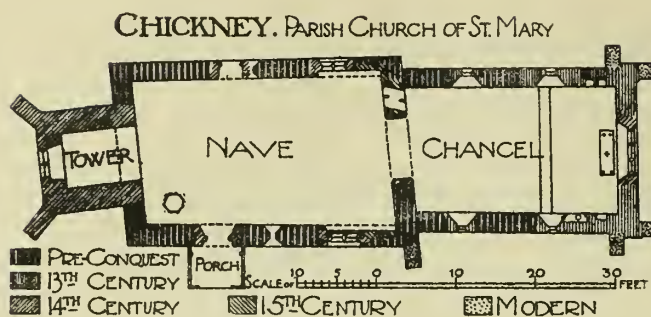 CHICKNEY. PARISH CHURCH OF ST. MARY
TOWER
NAVE
CHANCEL
PORCH
PRE-CONQUEST
13TH CENTURY
14TH CENTURY
15TH CENTURY
MODERN
SCALE OF 10 5 0 10 20 30 FEET